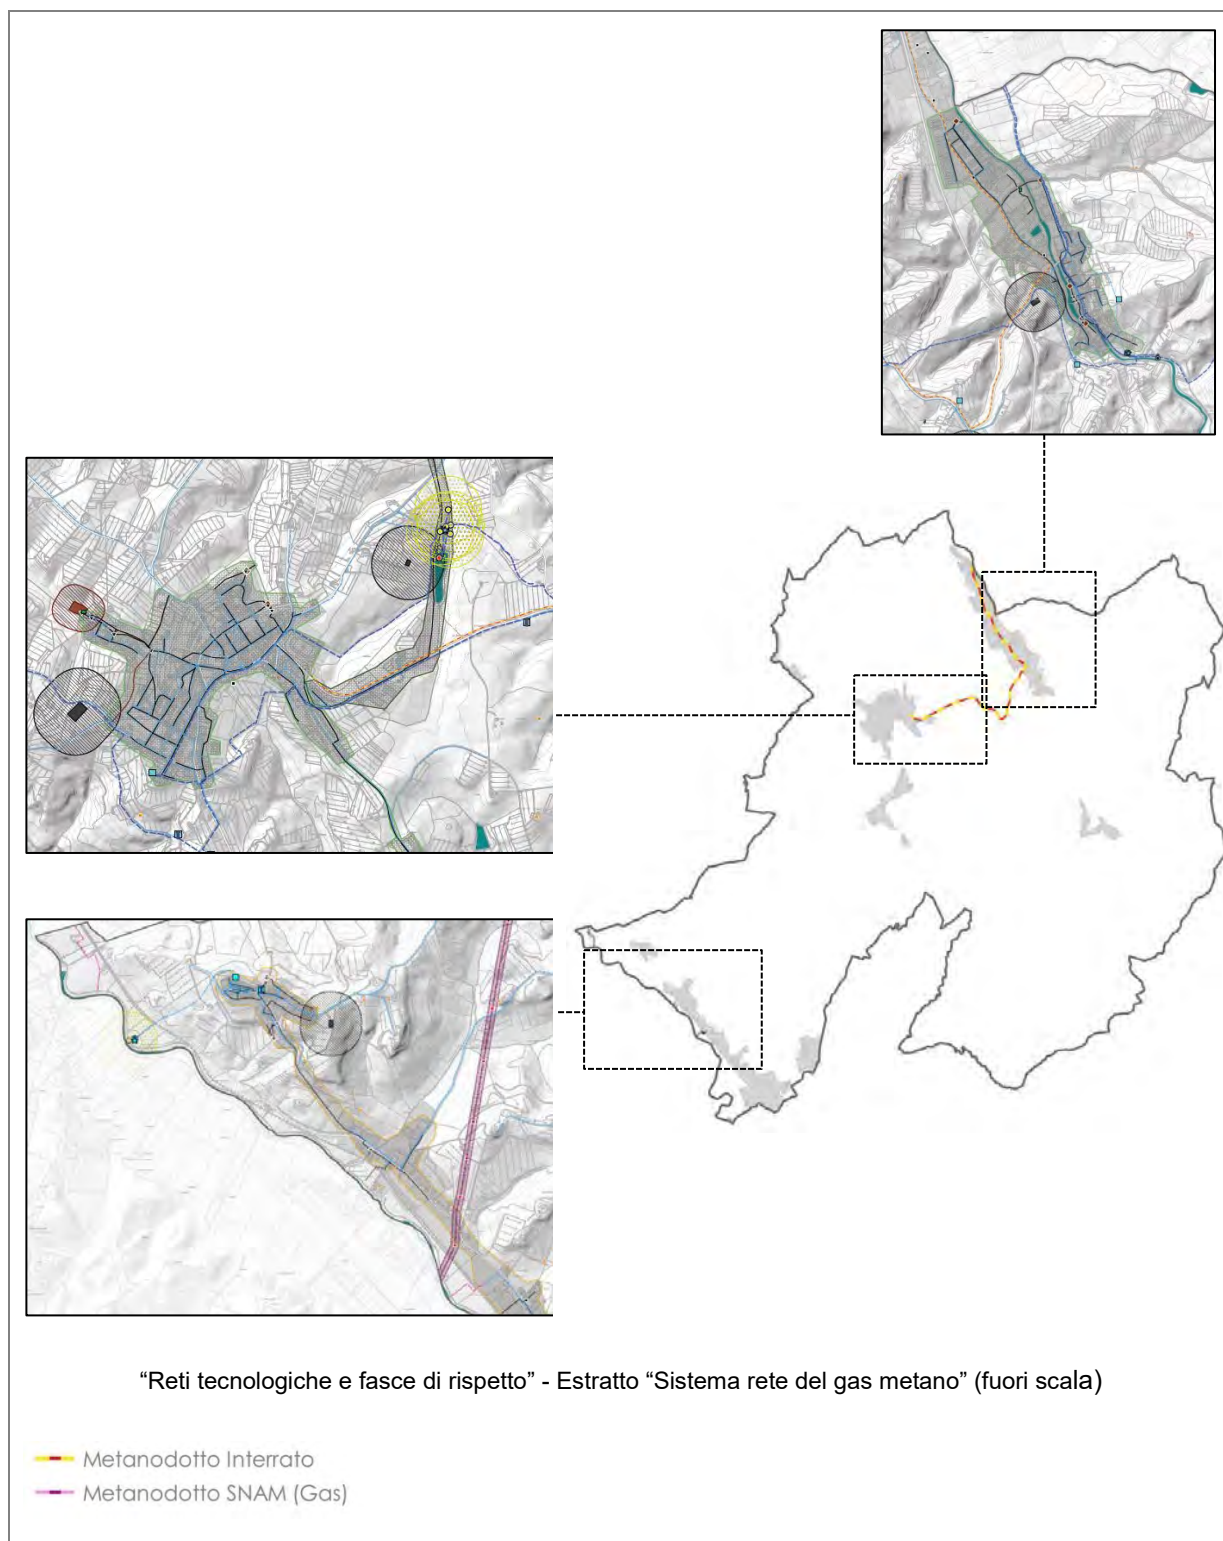 “Reti tecnologiche e fasce di rispetto” - Estratto “Sistema rete del gas metano” (fuori scala)
Metanodotto Interrato
Metanodotto SNAM (Gas)